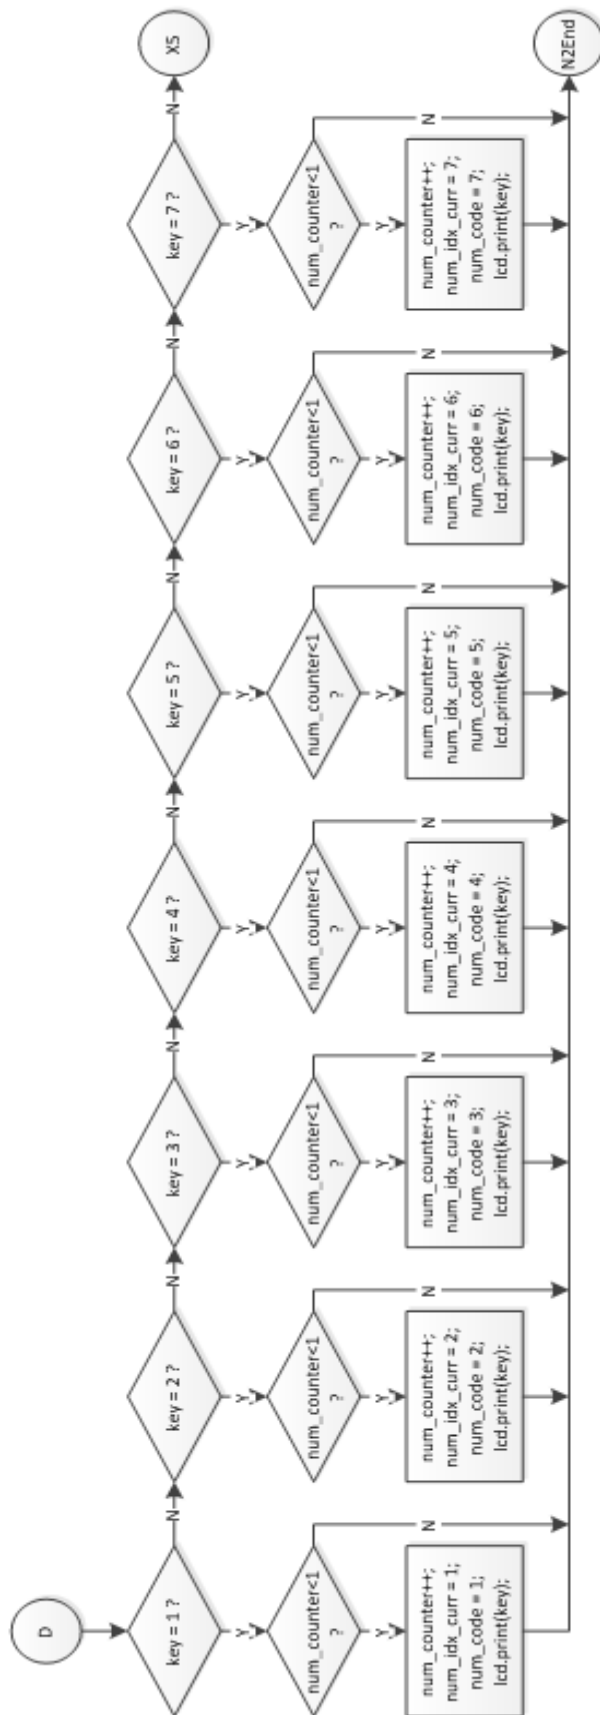 D
key = 1 ?
N
key = 2 ?
N
key = 3 ?
N
key = 4 ?
N
key = 5 ?
N
key = 6 ?
N
key = 7 ?
N
X5
Y
Y
Y
Y
Y
Y
Y
num_counter<1
?
N
num_counter<1
?
N
num_counter<1
?
N
num_counter<1
?
N
num_counter<1
?
N
num_counter<1
?
N
num_counter<1
?
N
Y
Y
Y
Y
Y
Y
Y
num_counter++;
num_idx_curr = 1;
num_code = 1;
lcd.print(key);
num_counter++;
num_idx_curr = 2;
num_code = 2;
lcd.print(key);
num_counter++;
num_idx_curr = 3;
num_code = 3;
lcd.print(key);
num_counter++;
num_idx_curr = 4;
num_code = 4;
lcd.print(key);
num_counter++;
num_idx_curr = 5;
num_code = 5;
lcd.print(key);
num_counter++;
num_idx_curr = 6;
num_code = 6;
lcd.print(key);
num_counter++;
num_idx_curr = 7;
num_code = 7;
lcd.print(key);
N2End